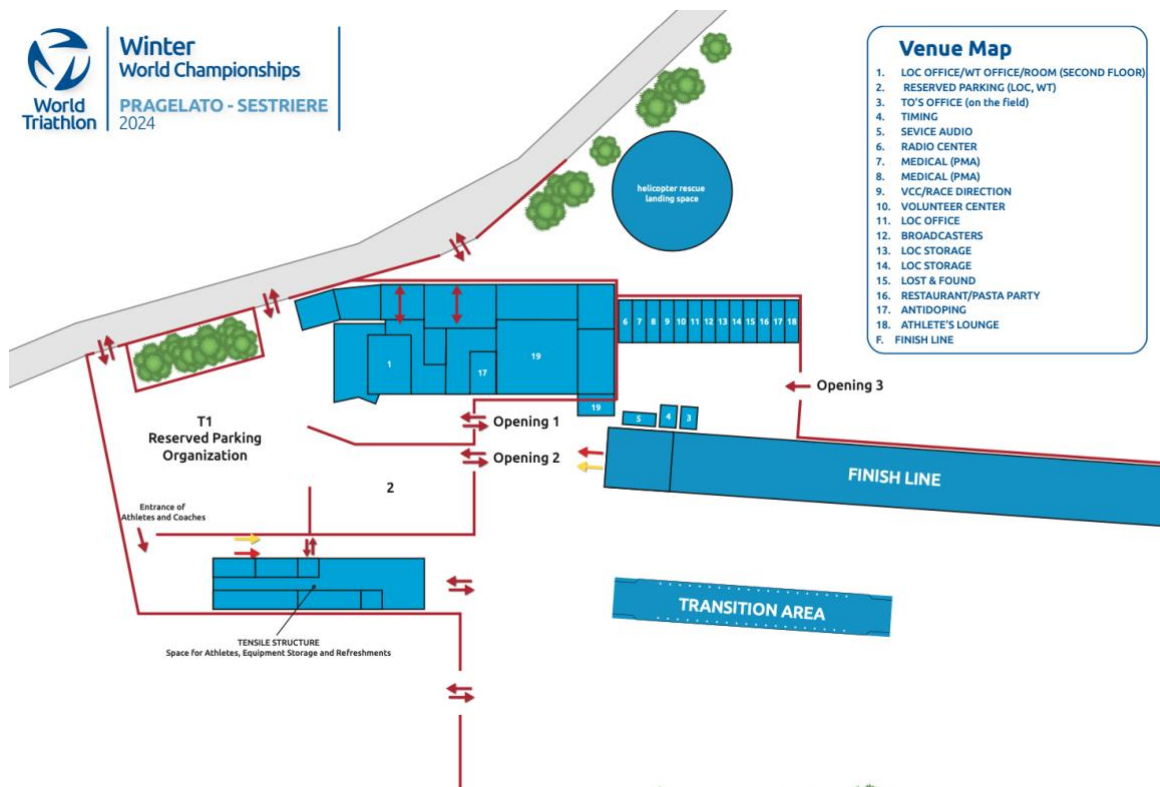 World
Triathlon
Winter
World Championships
PRAGELATO - SESTRIERE
2024
Venue Map
1. LOC OFFICE/WT OFFICE/ROOM (SECOND FLOOR)
2. RESERVED PARKING (LOC, WT)
3. TO'S OFFICE (on the field)
4. TIMING
5. SEVICE AUDIO
6. RADIO CENTER
7. MEDICAL (PMA)
8. MEDICAL (PMA)
9. VCC/RACE DIRECTION
10. VOLUNTEER CENTER
11. LOC OFFICE
12. BROADCASTERS
13. LOC STORAGE
14. LOC STORAGE
15. LOST & FOUND
16. RESTAURANT/PASTA PARTY
17. ANTIDOPING
18. ATHLETE'S LOUNGE
F. FINISH LINE
helicopter rescue
landing space
6 7 8 9 10 11 12 13 14 15 16 17 18
1
17
19
19
5
4
3
Opening 3
T1
Reserved Parking
Organization
Opening 1
Opening 2
2
FINISH LINE
Entrance of
Athletes and Coaches
TRANSITION AREA
TENSILE STRUCTURE
Space for Athletes, Equipment Storage and Refreshments